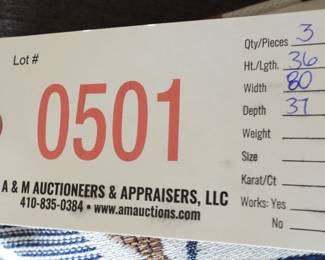 Lot #
0501
A & M AUCTIONEERS & APPRAISERS, LLC
410-835-0384 • www.amauctions.com
Qty/Pieces 3
Ht./Lgth. 36
Width 80
Depth 37
Weight
Size
Karat/Ct
Works: Yes
No